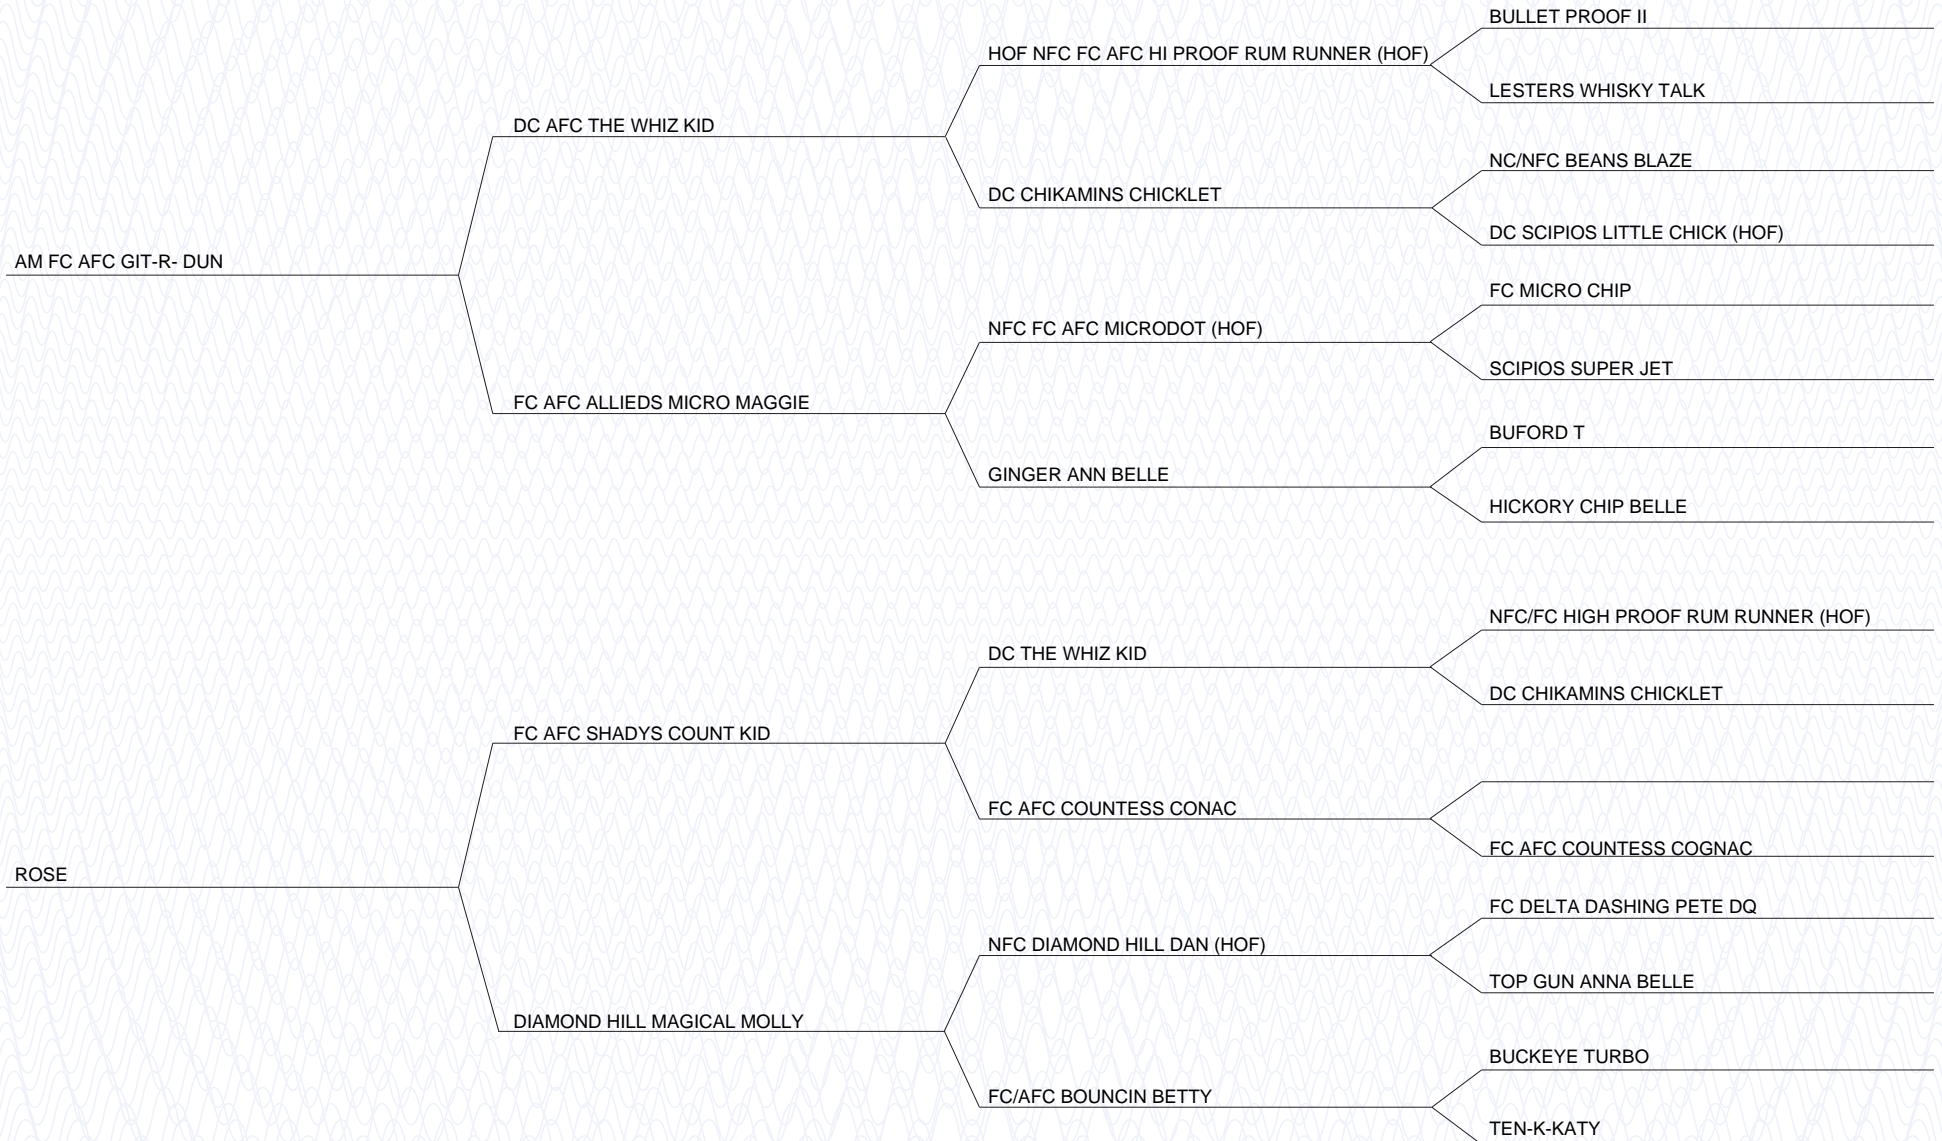 BULLET PROOF II
HOF NFC FC AFC HI PROOF RUM RUNNER (HOF)
LESTERS WHISKY TALK
DC AFC THE WHIZ KID
NC/NFC BEANS BLAZE
DC CHIKAMINS CHICKLET
DC SCIPIOS LITTLE CHICK (HOF)
AM FC AFC GIT-R- DUN
FC MICRO CHIP
NFC FC AFC MICRODOT (HOF)
SCIPIOS SUPER JET
FC AFC ALLIEDS MICRO MAGGIE
BUFORD T
GINGER ANN BELLE
HICKORY CHIP BELLE
NFC/FC HIGH PROOF RUM RUNNER (HOF)
DC THE WHIZ KID
DC CHIKAMINS CHICKLET
FC AFC SHADYS COUNT KID
FC AFC COUNTESS CONAC
FC AFC COUNTESS COGNAC
ROSE
FC DELTA DASHING PETE DQ
NFC DIAMOND HILL DAN (HOF)
TOP GUN ANNA BELLE
DIAMOND HILL MAGICAL MOLLY
BUCKEYE TURBO
FC/AFC BOUNCIN BETTY
TEN-K-KATY